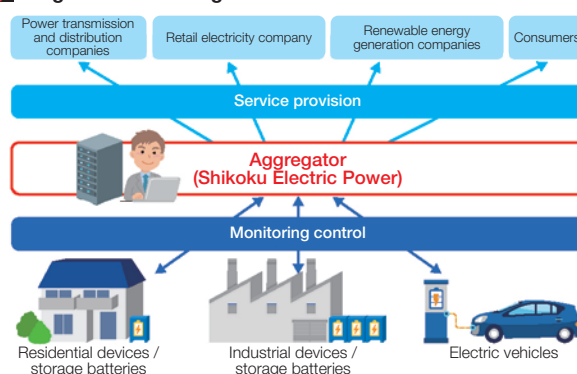 Power transmission
and distribution
companies
Retail electricity company
Renewable energy
generation companies
Consumers
Service provision
Aggregator
(Shikoku Electric Power)
Monitoring control
Residential devices /
storage batteries
Industrial devices /
storage batteries
Electric vehicles